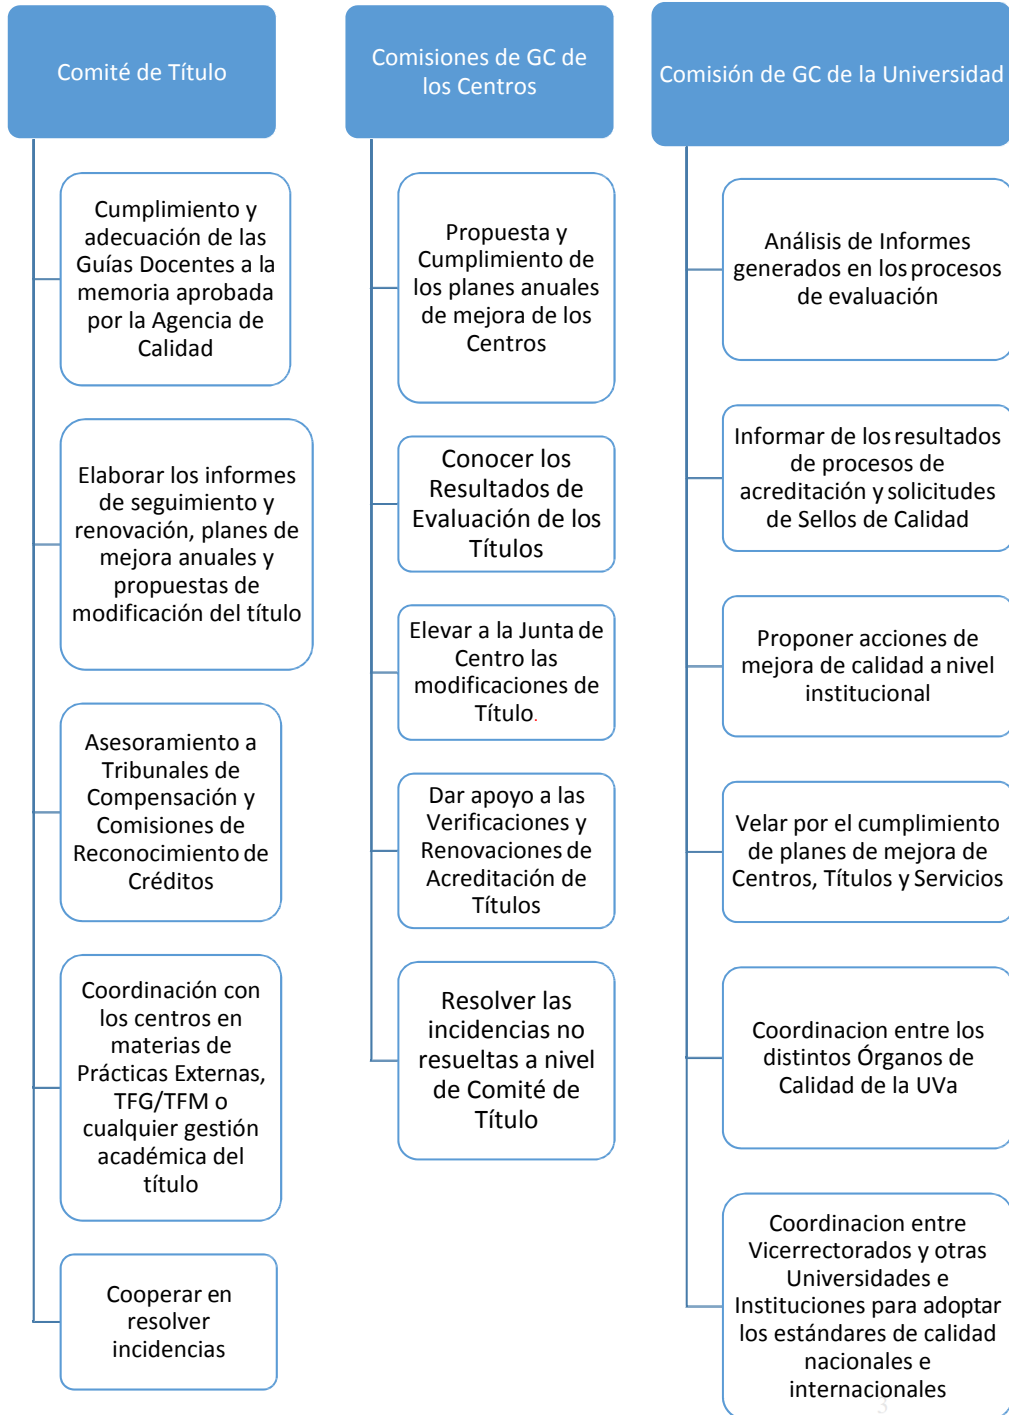 Comité de Título
Cumplimiento y
adecuación de las
Guías Docentes a la
memoria aprobada
por la Agencia de
Calidad
Elaborar los informes
de seguimiento y
renovación, planes de
mejora anuales y
propuestas de
modificación del título
Asesoramiento a
Tribunales de
Compensación y
Comisiones de
Reconocimiento de
Créditos
Coordinación con
los centros en
materias de
Prácticas Externas,
TFG/TFM o
cualquier gestión
académica del
título
Cooperar en
resolver
incidencias
Comisiones de GC de
los Centros
Propuesta y
Cumplimiento de
los planes anuales
de mejora de los
Centros
Conocer los
Resultados de
Evaluación de los
Títulos
Elevar a la Junta de
Centro las
modificaciones de
Título.
Dar apoyo a las
Verificaciones y
Renovaciones de
Acreditación de
Títulos
Resolver las
incidencias no
resueltas a nivel
de Comité de
Título
Comisión de GC de la Universidad
Análisis de Informes
generados en los procesos
de evaluación
Informar de los resultados
de procesos de
acreditación y solicitudes
de Sellos de Calidad
Proponer acciones de
mejora de calidad a nivel
institucional
Velar por el cumplimiento
de planes de mejora de
Centros, Títulos y Servicios
Coordinacion entre los
distintos Órganos de
Calidad de la UVa
Coordinacion entre
Vicerrectorados y otras
Universidades e
Instituciones para adoptar
los estándares de calidad
nacionales e
internacionales
3